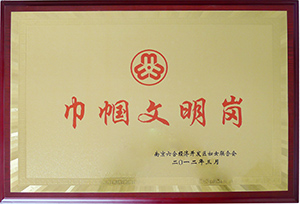 巾帼文明岗
南京六合经济开发区妇女联合会
二〇一二年三月